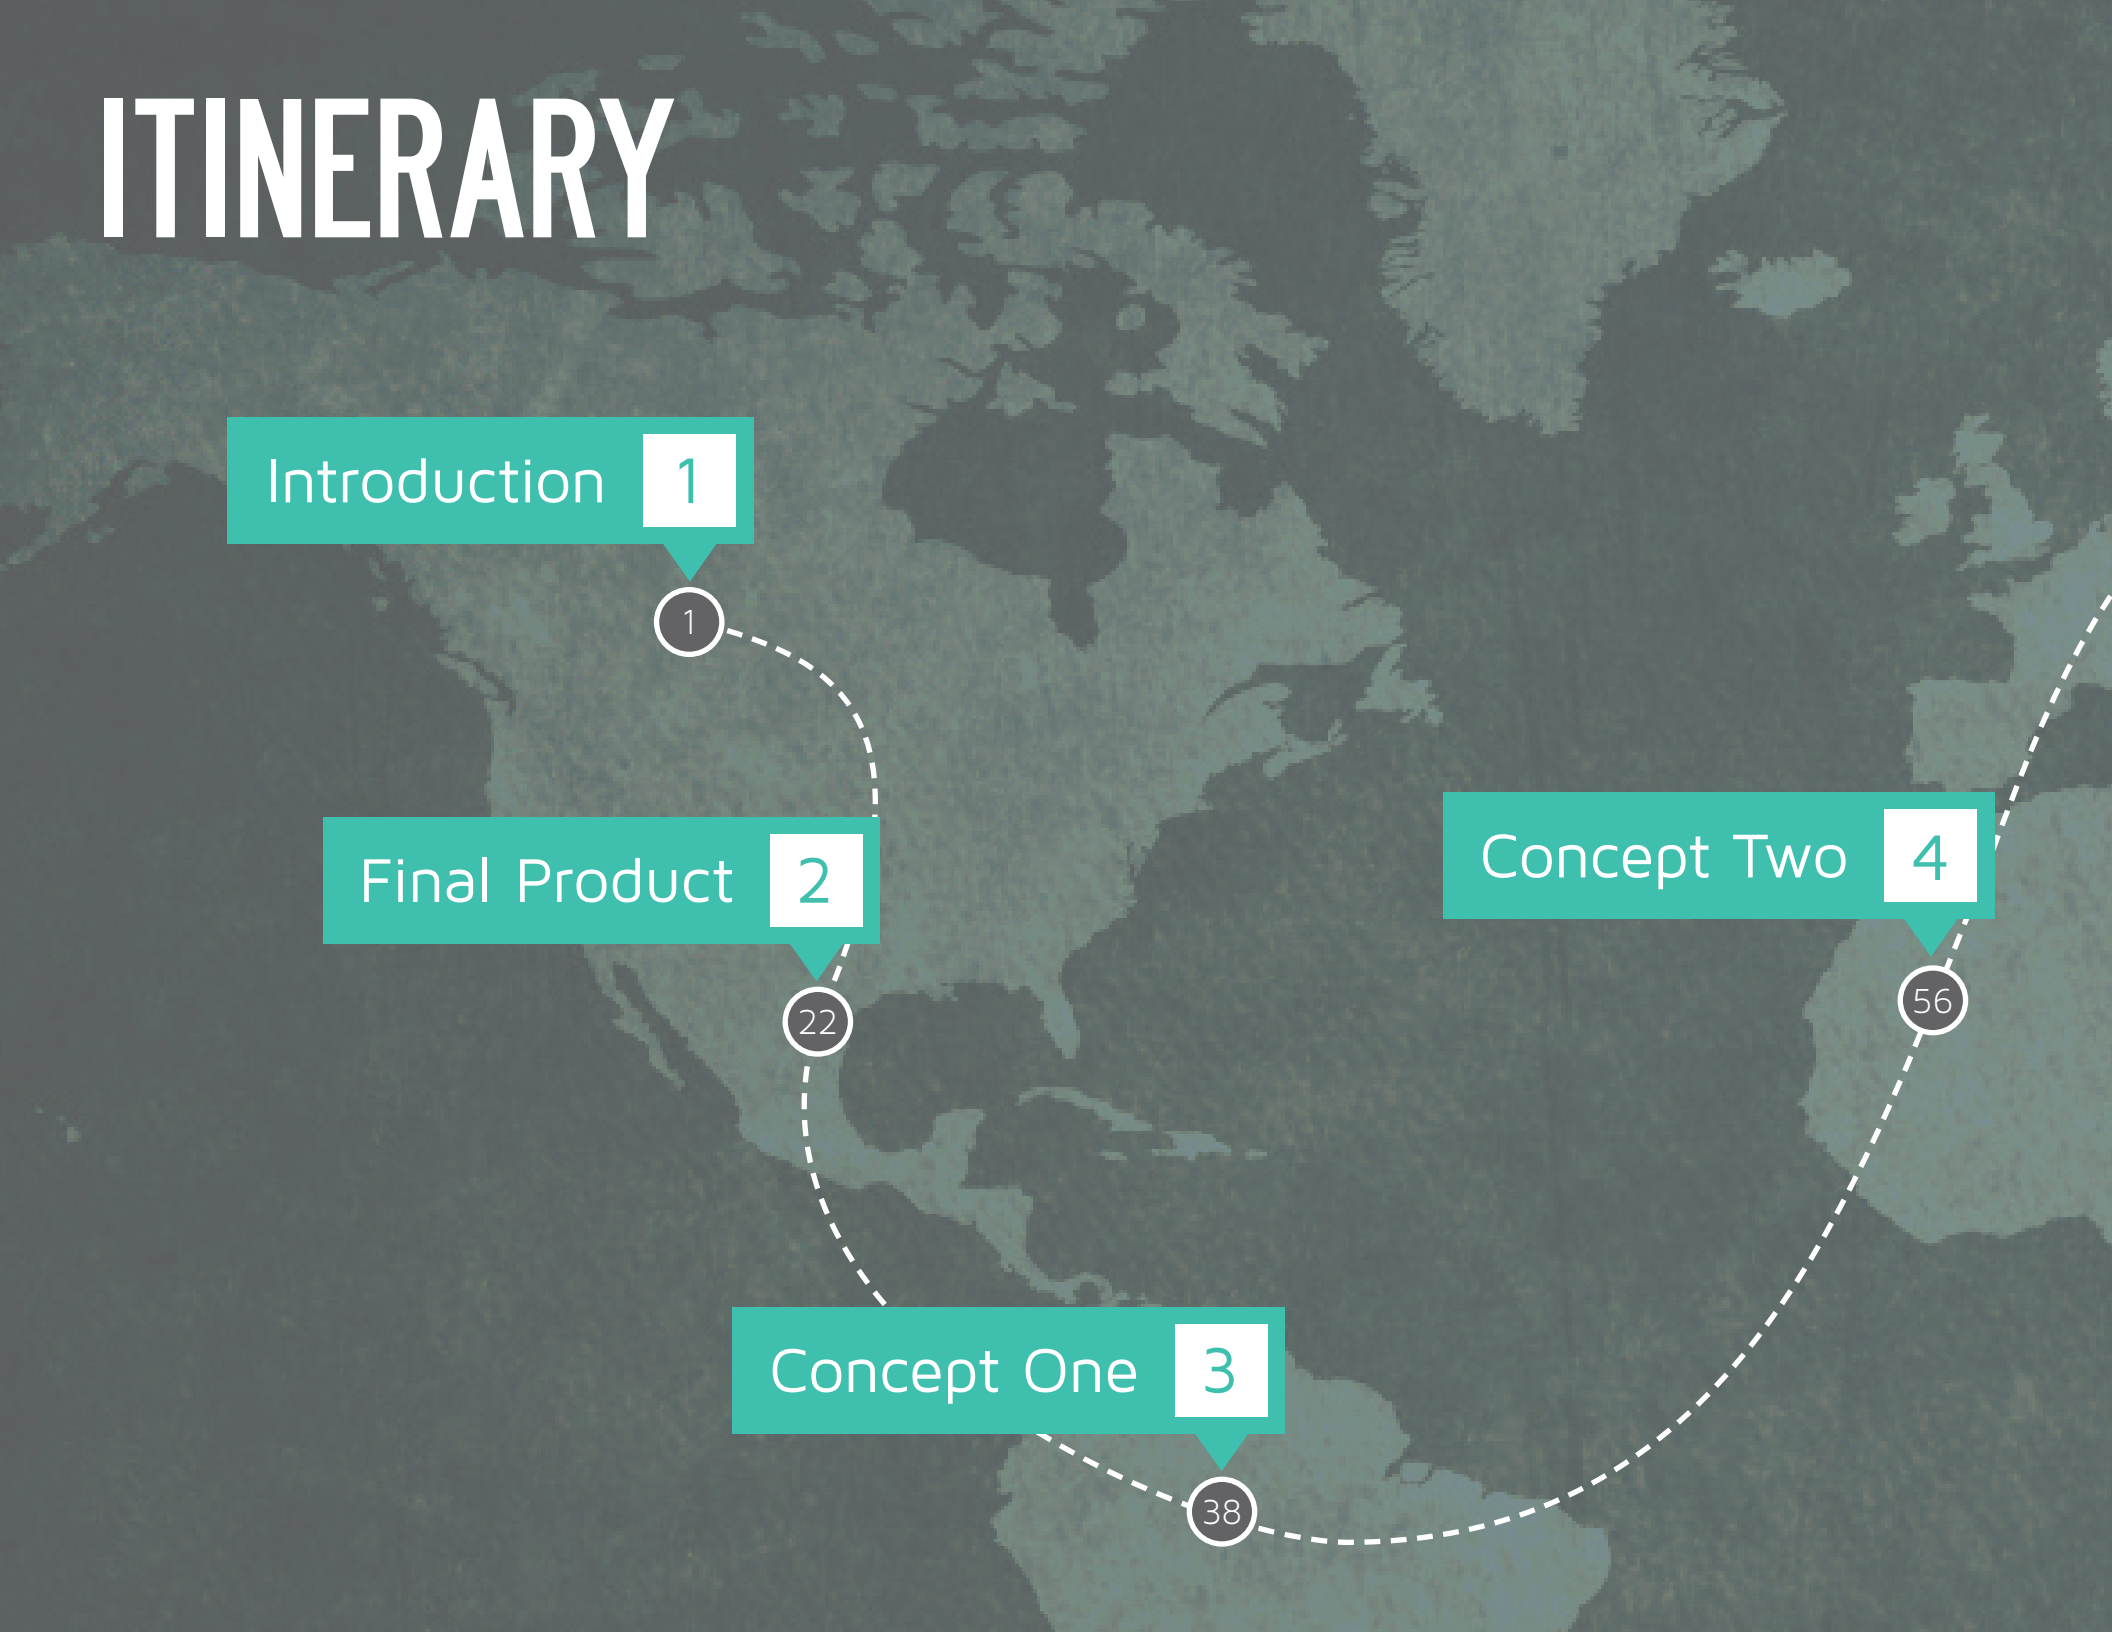 ITINERARY
Introduction 1
1
Final Product 2
22
Concept Two 4
56
Concept One 3
38